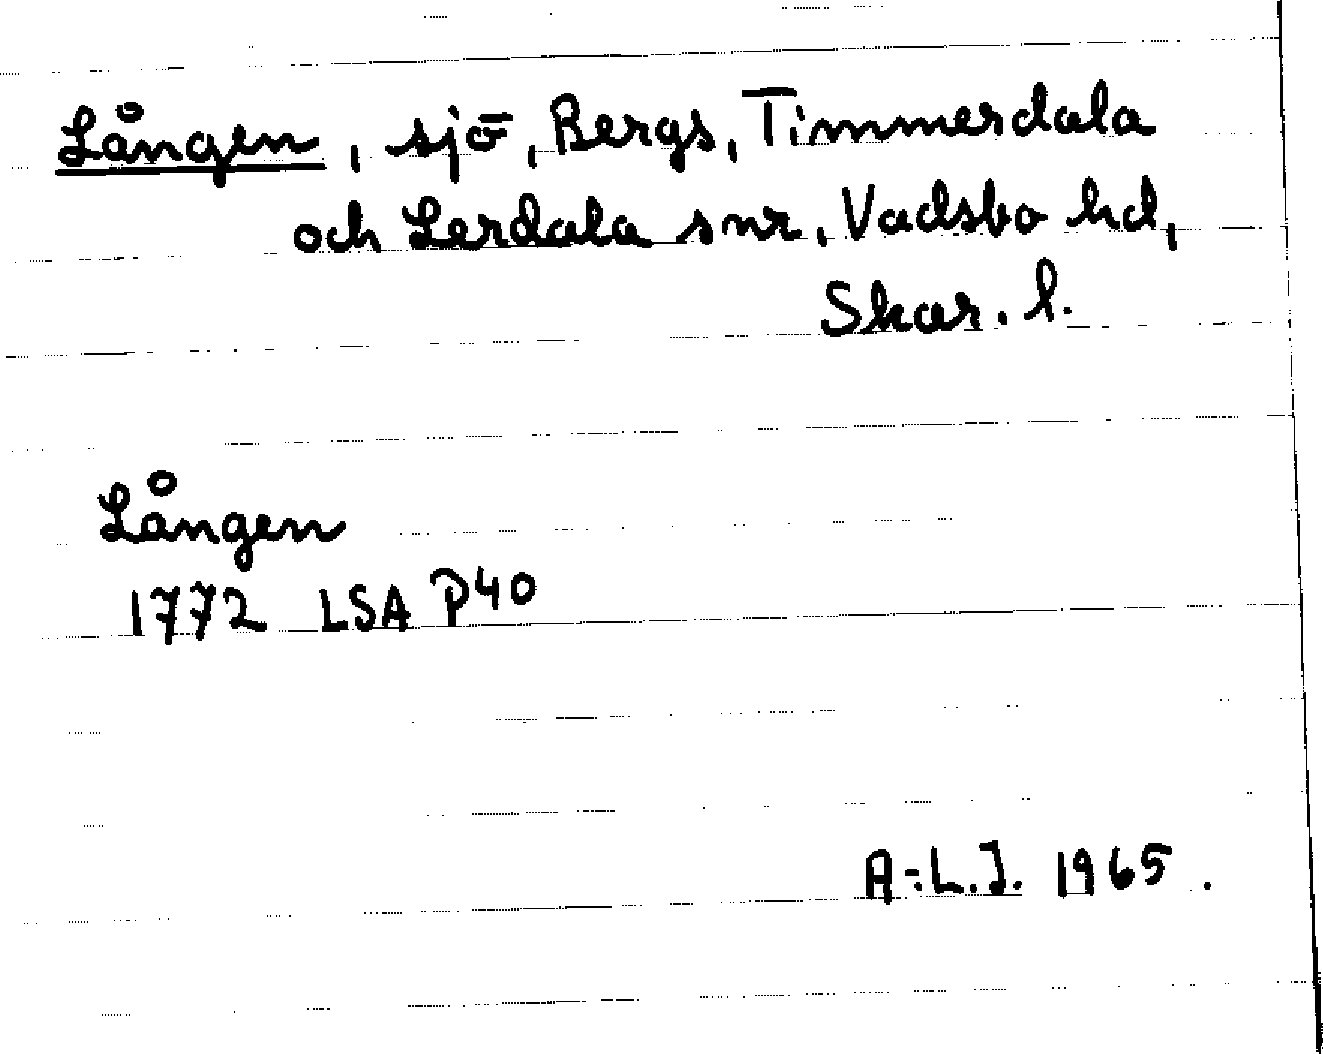 Lången, sjö, Bergs, Timmerdala
och Lerdala snr, Vadsbo hd,
Skar. l.
Lången
1772 LSA P40
A-L.J. 1965.